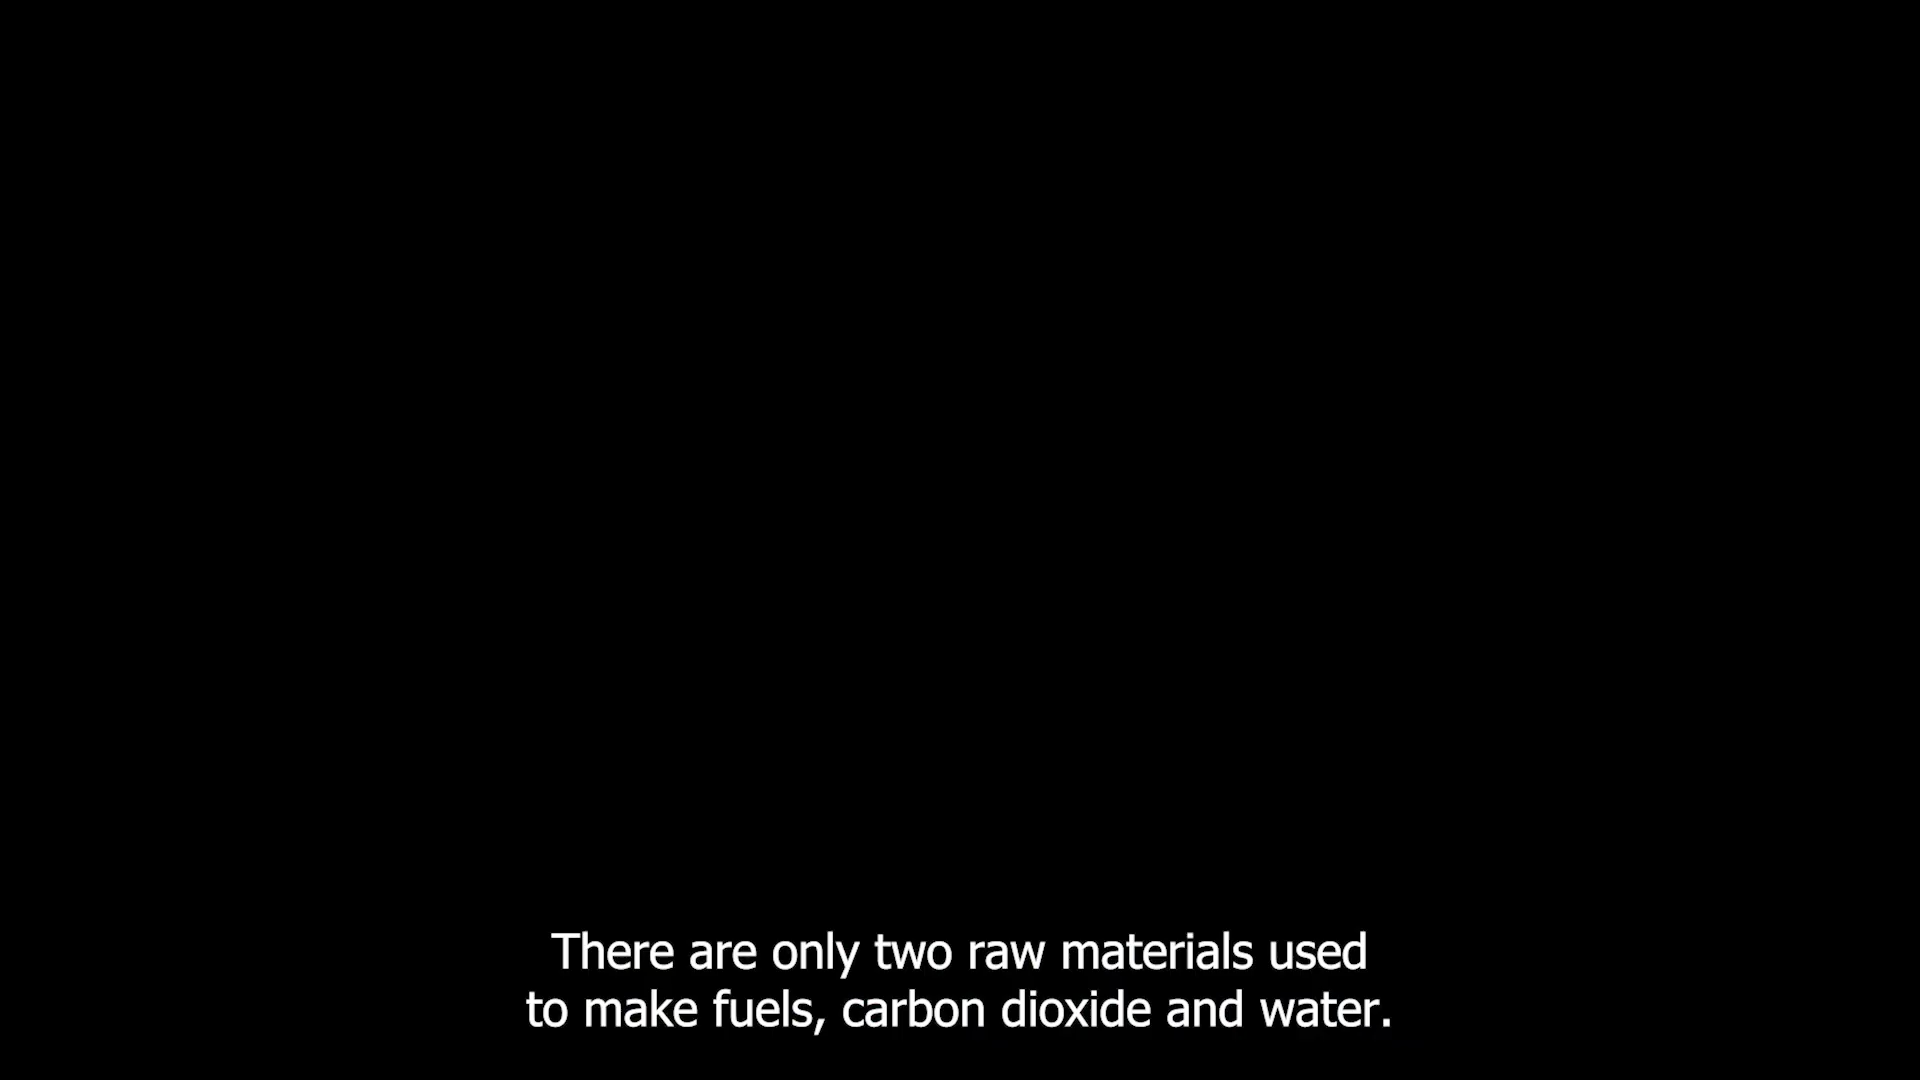 There are only two raw materials used
to make fuels, carbon dioxide and water.